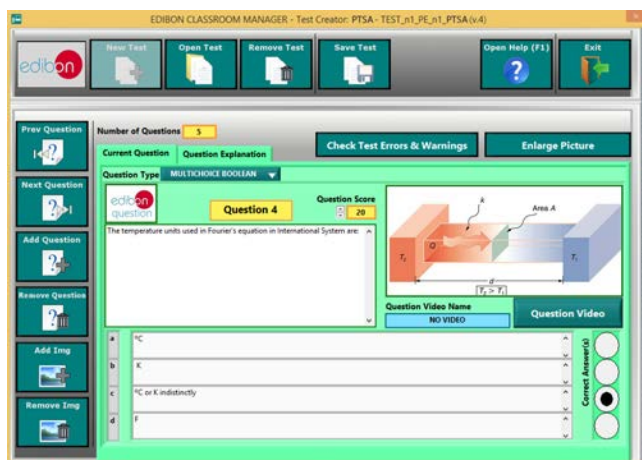 EDIBON CLASSROOM MANAGER - Test Creator: PTSA - TEST_n1_PE_n1_PTSA (v.4)
edibon
New Test
Open Test
Remove Test
Save Test
Open Help (F1)
Exit
Prev Question
Next Question
Add Question
Remove Question
Add Img
Remove Img
Number of Questions 5
Check Test Errors & Warnings
Enlarge Picture
Current Question
Question Explanation
Question Type MULTICHOICE BOOLEAN
edibon
question
Question 4
Question Score
20
The temperature units used in Fourier's equation in International System are:
k
Area A
Q
T₂
T₁
d
T₂ > T₁
Question Video Name
NO VIDEO
Question Video
a ºC
b K
c ºC or K indistinctly
d F
Correct Answer(s)